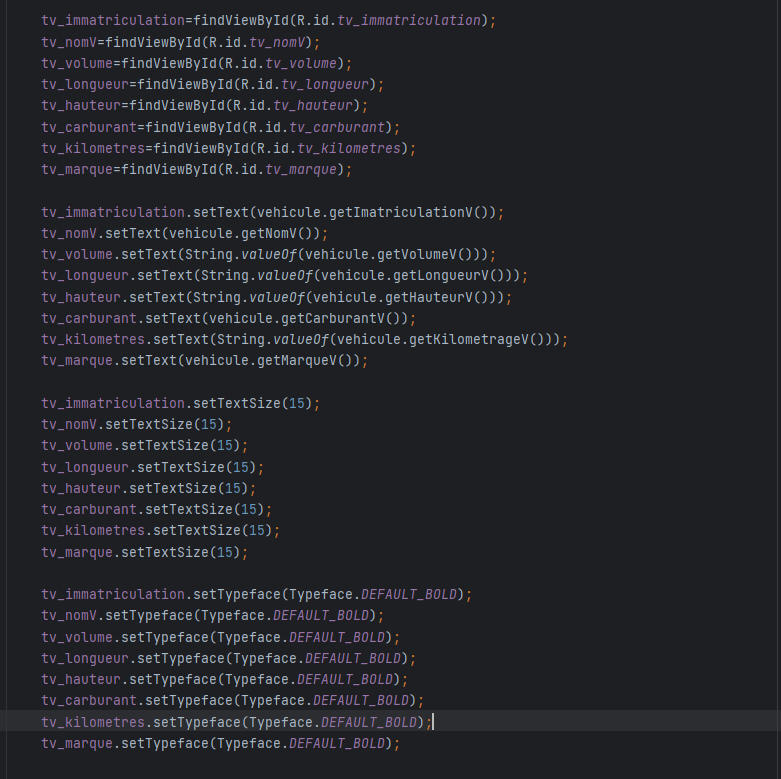 tv_immatriculation=findViewById(R.id.tv_immatriculation);
tv_nomV=findViewById(R.id.tv_nomV);
tv_volume=findViewById(R.id.tv_volume);
tv_longueur=findViewById(R.id.tv_longueur);
tv_hauteur=findViewById(R.id.tv_hauteur);
tv_carburant=findViewById(R.id.tv_carburant);
tv_kilometres=findViewById(R.id.tv_kilometres);
tv_marque=findViewById(R.id.tv_marque);
tv_immatriculation.setText(vehicule.getImatriculationV());
tv_nomV.setText(vehicule.getNomV());
tv_volume.setText(String.valueOf(vehicule.getVolumeV()));
tv_longueur.setText(String.valueOf(vehicule.getLongueurV()));
tv_hauteur.setText(String.valueOf(vehicule.getHauteurV()));
tv_carburant.setText(vehicule.getCarburantV());
tv_kilometres.setText(String.valueOf(vehicule.getKilometrageV()));
tv_marque.setText(vehicule.getMarqueV());
tv_immatriculation.setTextSize(15);
tv_nomV.setTextSize(15);
tv_volume.setTextSize(15);
tv_longueur.setTextSize(15);
tv_hauteur.setTextSize(15);
tv_carburant.setTextSize(15);
tv_kilometres.setTextSize(15);
tv_marque.setTextSize(15);
tv_immatriculation.setTypeface(Typeface.DEFAULT_BOLD);
tv_nomV.setTypeface(Typeface.DEFAULT_BOLD);
tv_volume.setTypeface(Typeface.DEFAULT_BOLD);
tv_longueur.setTypeface(Typeface.DEFAULT_BOLD);
tv_hauteur.setTypeface(Typeface.DEFAULT_BOLD);
tv_carburant.setTypeface(Typeface.DEFAULT_BOLD);
tv_kilometres.setTypeface(Typeface.DEFAULT_BOLD);
tv_marque.setTypeface(Typeface.DEFAULT_BOLD);